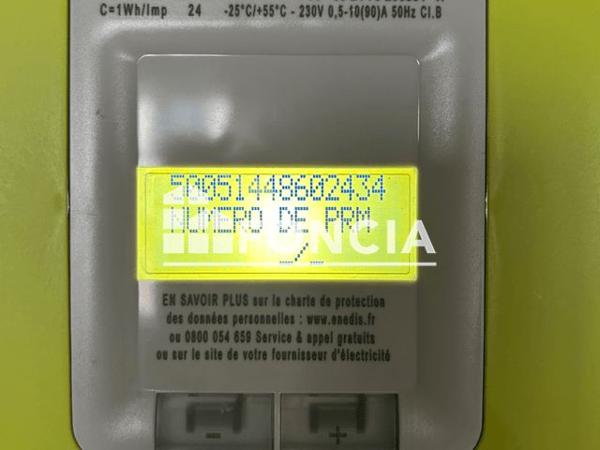 C=1Wh/Imp 24 -25°C/+55°C - 230V 0,5-10(90)A 50Hz Cl.B
50051448602434
NUMERO DE PRM
_/_
FONCIA
EN SAVOIR PLUS sur la charte de protection
des données personnelles : www.enedis.fr
ou 0800 054 659 Service & appel gratuits
ou sur le site de votre fournisseur d'électricité
- +